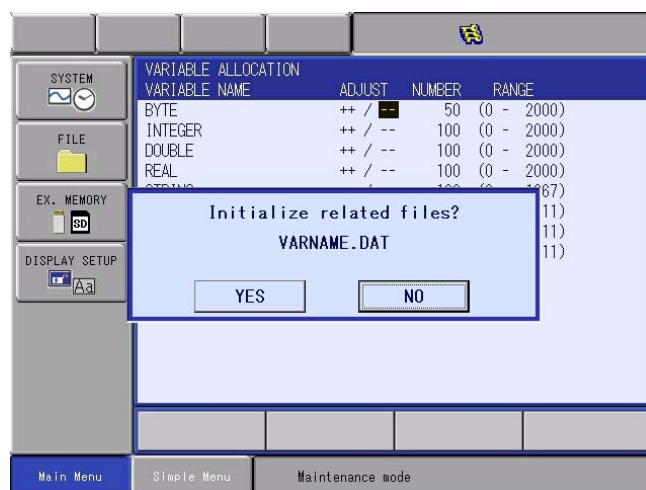 SYSTEM
FILE
EX. MEMORY
SD
DISPLAY SETUP
Aa
VARIABLE ALLOCATION
VARIABLE NAME ADJUST NUMBER RANGE
BYTE ++ / -- 50 (0 - 2000)
INTEGER ++ / -- 100 (0 - 2000)
DOUBLE ++ / -- 100 (0 - 2000)
REAL ++ / -- 100 (0 - 2000)
11)
11)
11)
Initialize related files?
VARNAME.DAT
YES NO
Main Menu Simple Menu Maintenance mode